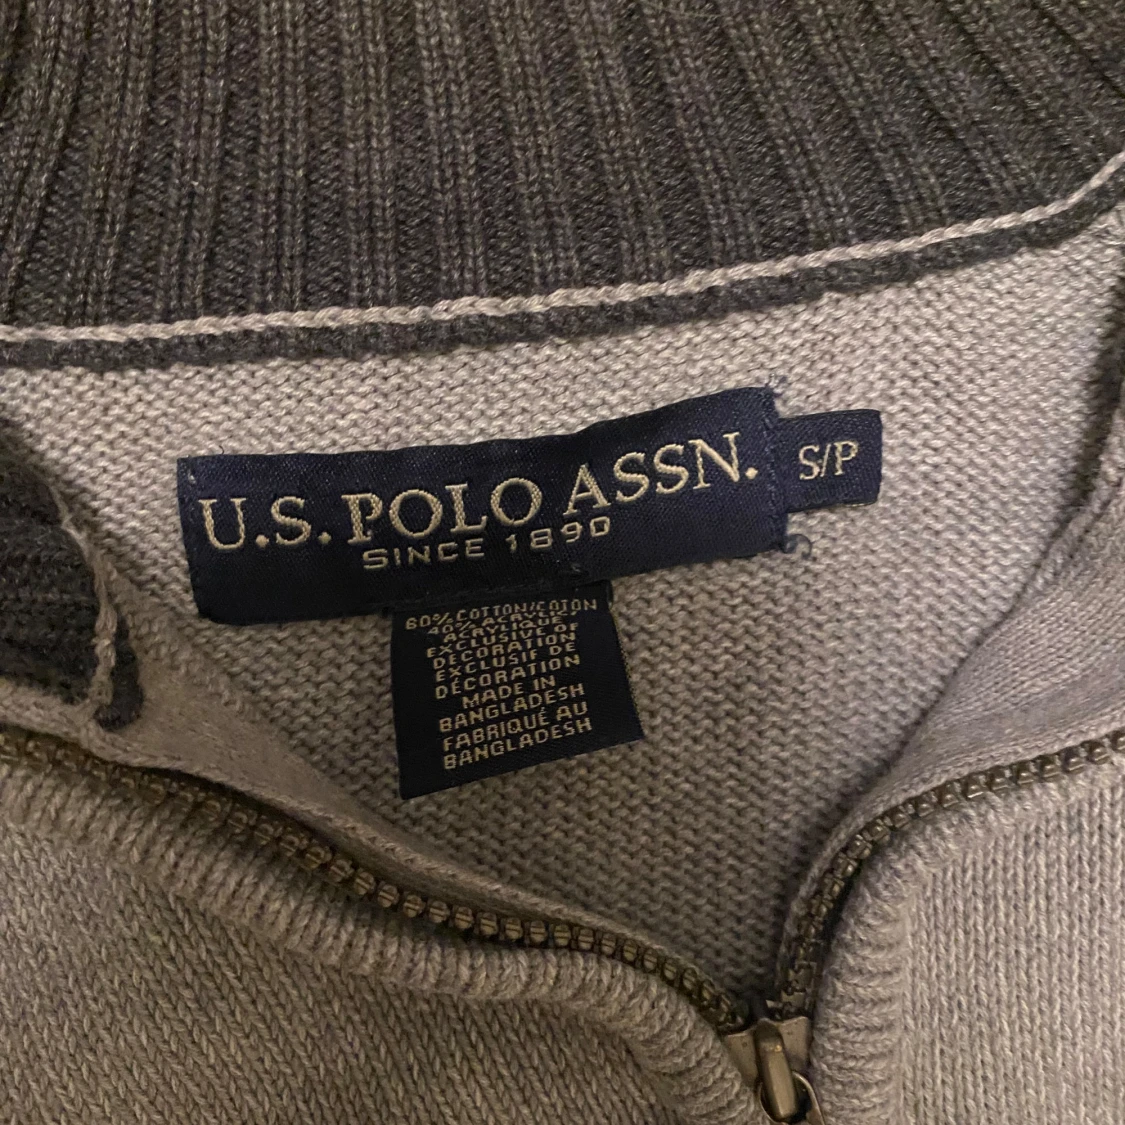 U.S. POLO ASSN.
SINCE 1890
S/P
60% COTTON/COTON
40% ACRYLIC/
ACRYLIQUE
EXCLUSIVE OF
DECORATION
EXCLUSIF DE
DÉCORATION
MADE IN
BANGLADESH
FABRIQUÉ AU
BANGLADESH